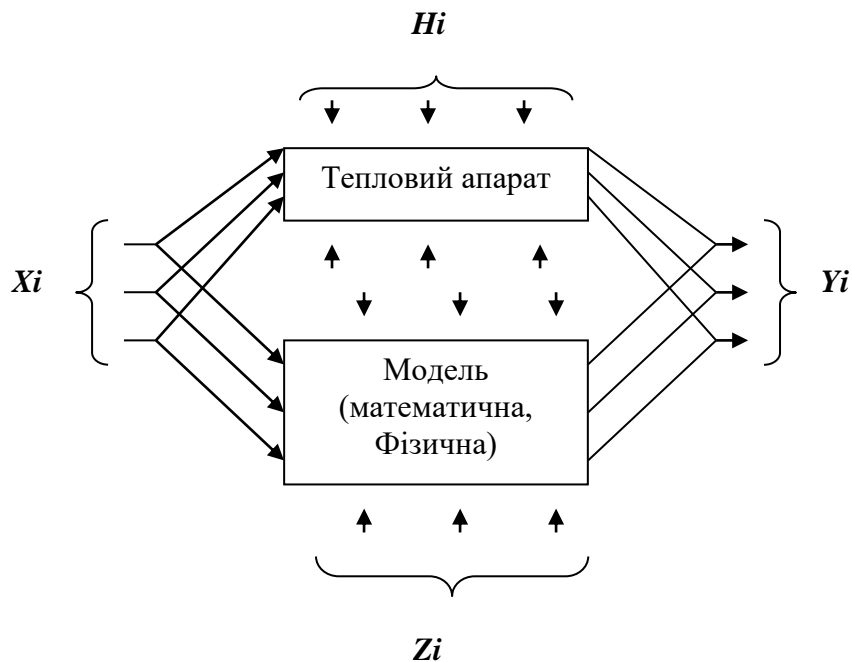 Hi
Тепловий апарат
Xi
Yi
Модель
(математична,
Фізична)
Zi